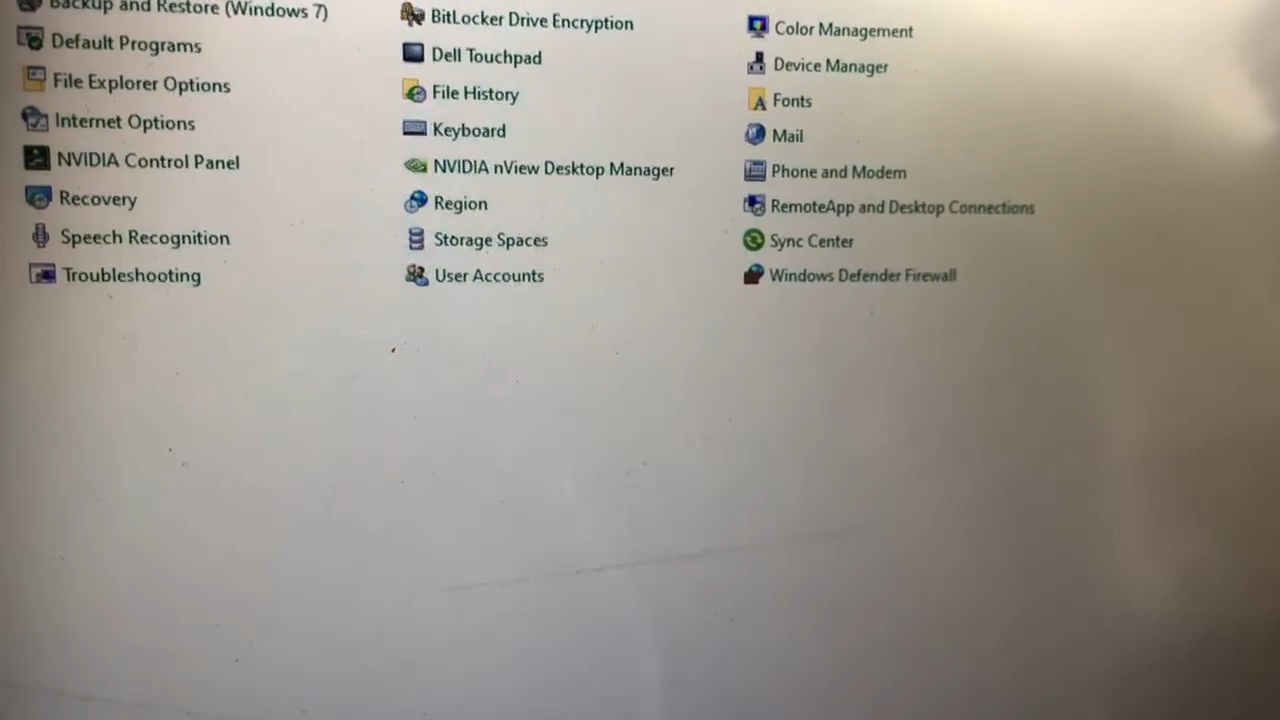 Backup and Restore (Windows 7)
BitLocker Drive Encryption
Color Management
Default Programs
Dell Touchpad
Device Manager
File Explorer Options
File History
Fonts
Internet Options
Keyboard
Mail
NVIDIA Control Panel
NVIDIA nView Desktop Manager
Phone and Modem
Recovery
Region
RemoteApp and Desktop Connections
Speech Recognition
Storage Spaces
Sync Center
Troubleshooting
User Accounts
Windows Defender Firewall